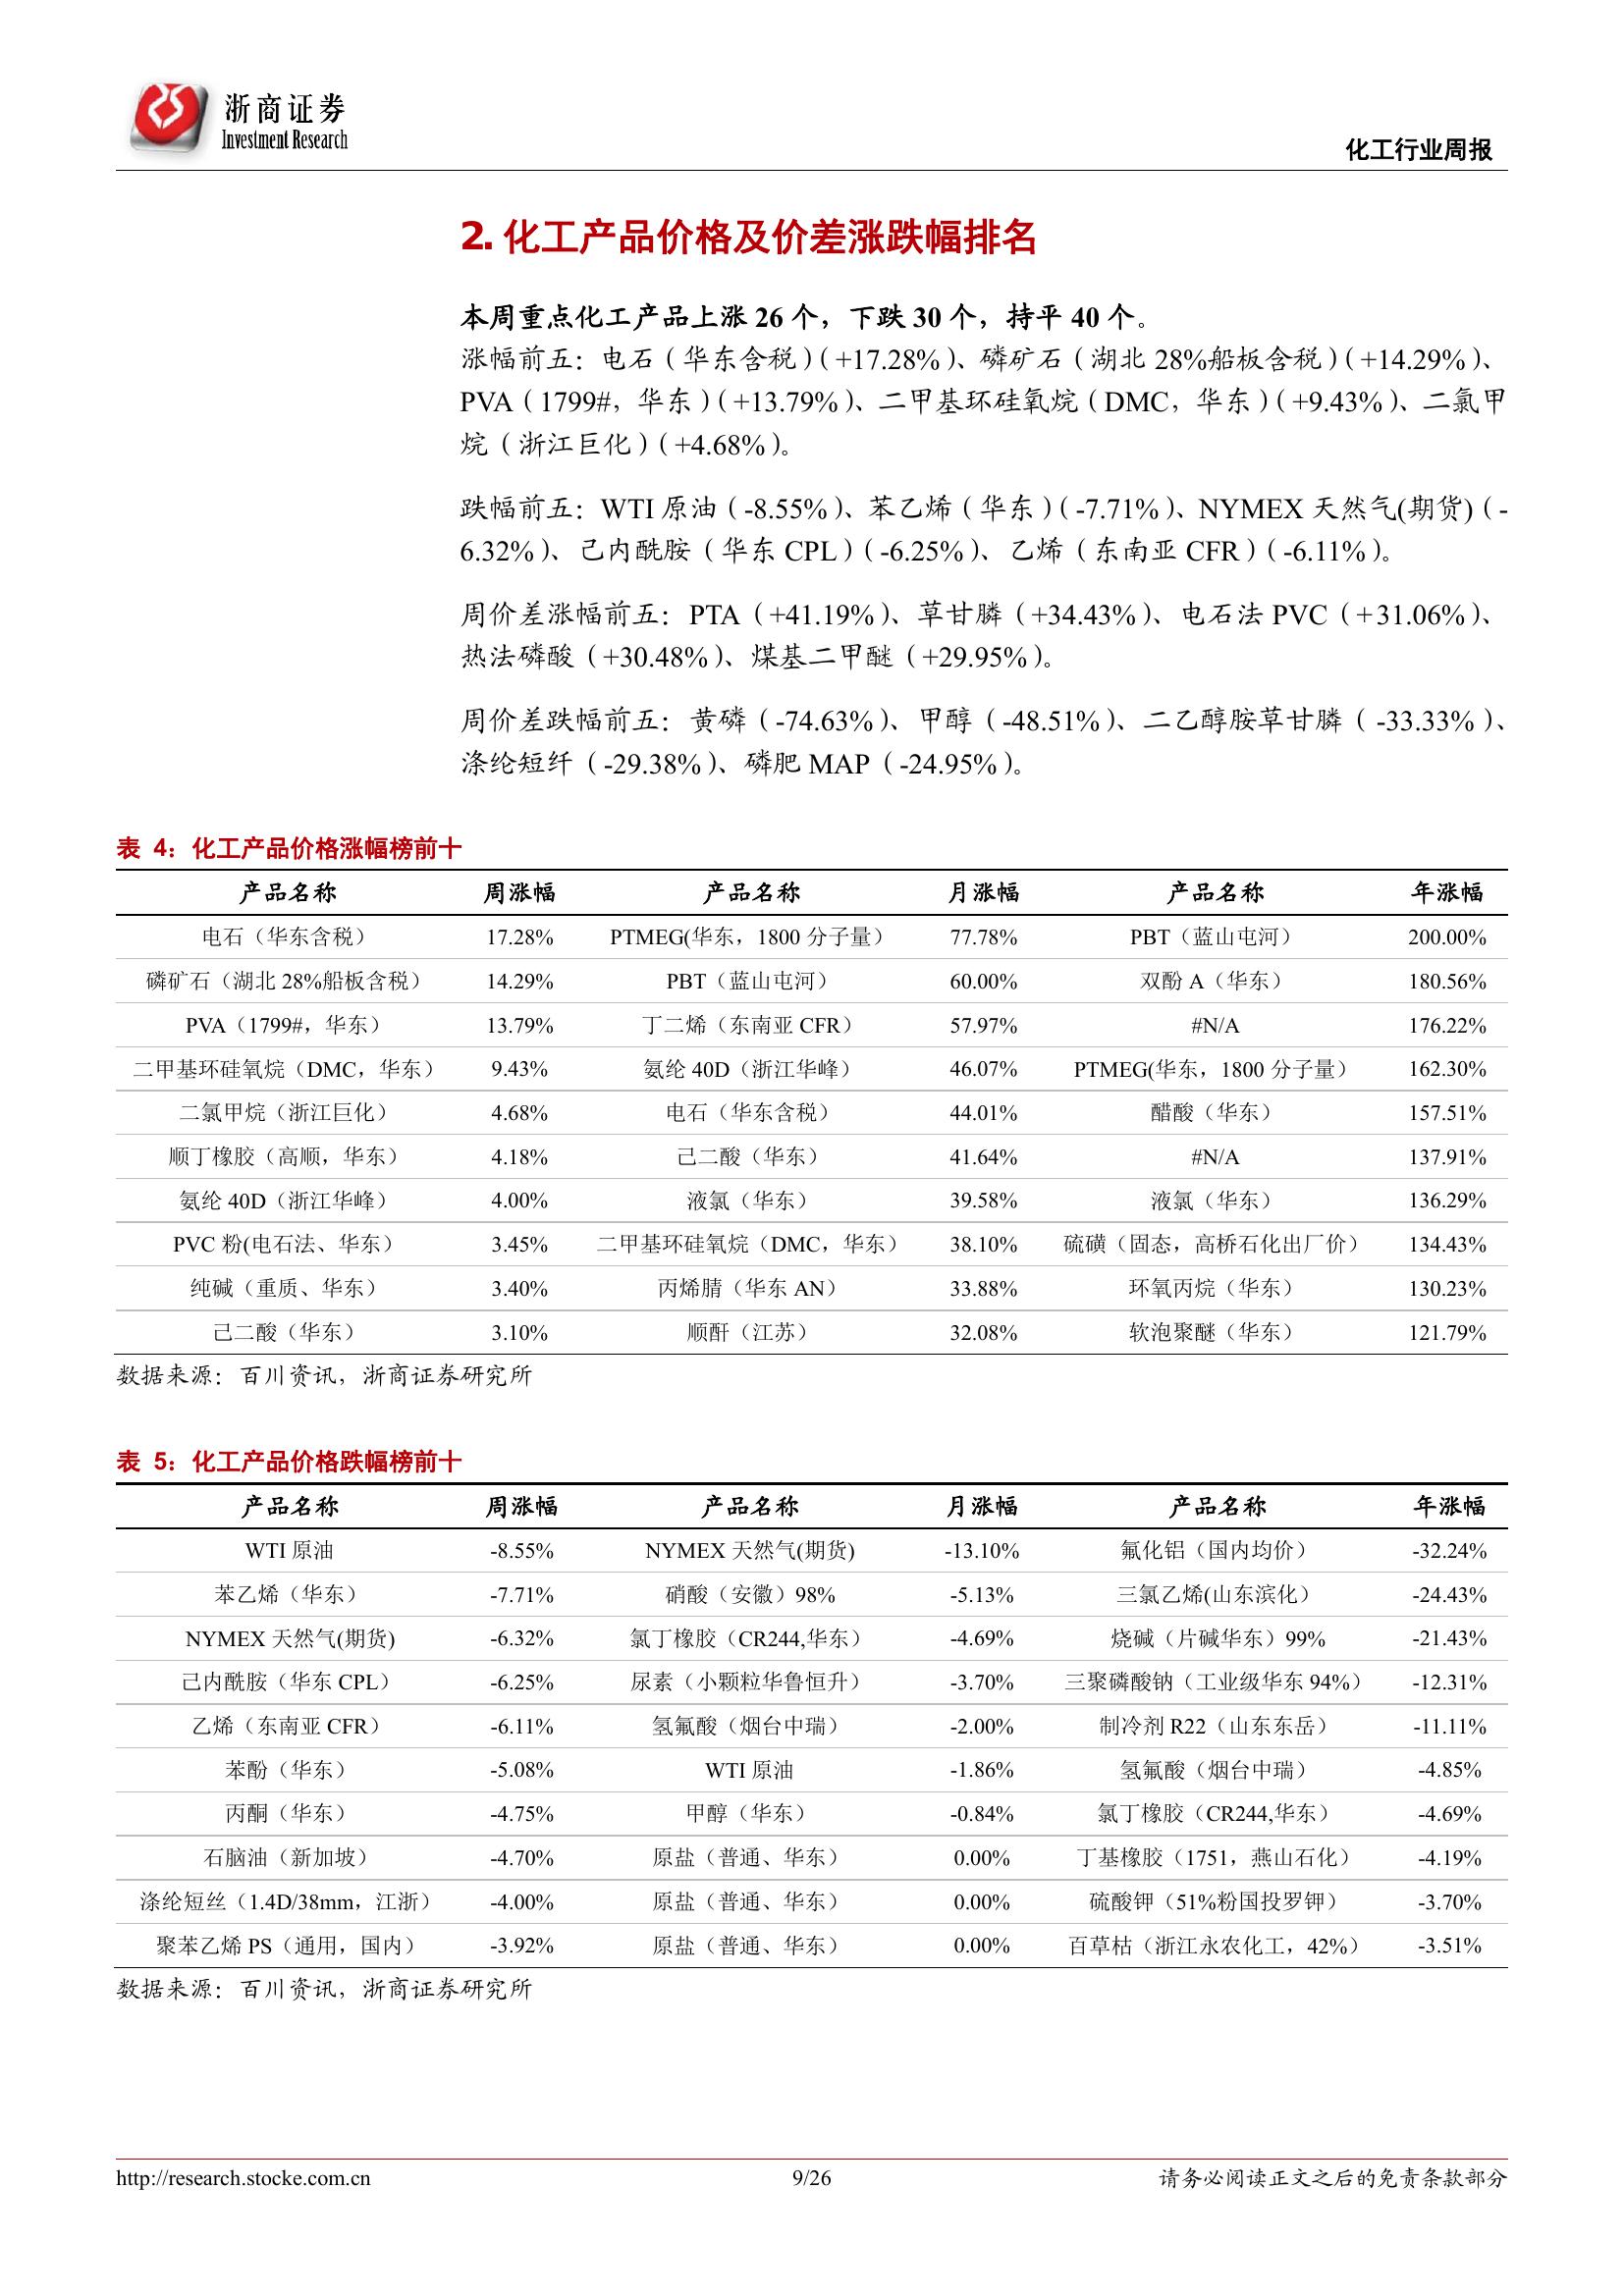 浙商证券
Investment Research
化工行业周报
2. 化工产品价格及价差涨跌幅排名
本周重点化工产品上涨 26 个，下跌 30 个，持平 40 个。
涨幅前五：电石（华东含税）（+17.28%）、磷矿石（湖北 28%船板含税）（+14.29%）、
PVA（1799#，华东）（+13.79%）、二甲基环硅氧烷（DMC，华东）（+9.43%）、二氯甲
烷（浙江巨化）（+4.68%）。
跌幅前五：WTI 原油（-8.55%）、苯乙烯（华东）（-7.71%）、NYMEX 天然气(期货)（-
6.32%）、己内酰胺（华东 CPL）（-6.25%）、乙烯（东南亚 CFR）（-6.11%）。
周价差涨幅前五：PTA（+41.19%）、草甘膦（+34.43%）、电石法 PVC（+31.06%）、
热法磷酸（+30.48%）、煤基二甲醚（+29.95%）。
周价差跌幅前五：黄磷（-74.63%）、甲醇（-48.51%）、二乙醇胺草甘膦（ -33.33%）、
涤纶短纤（-29.38%）、磷肥 MAP（-24.95%）。
表 4：化工产品价格涨幅榜前十
产品名称 周涨幅 产品名称 月涨幅 产品名称 年涨幅
电石（华东含税） 17.28% PTMEG(华东，1800 分子量） 77.78% PBT（蓝山屯河） 200.00%
磷矿石（湖北 28%船板含税） 14.29% PBT（蓝山屯河） 60.00% 双酚 A（华东） 180.56%
PVA（1799#，华东） 13.79% 丁二烯（东南亚 CFR） 57.97% #N/A 176.22%
二甲基环硅氧烷（DMC，华东） 9.43% 氨纶 40D（浙江华峰） 46.07% PTMEG(华东，1800 分子量） 162.30%
二氯甲烷（浙江巨化） 4.68% 电石（华东含税） 44.01% 醋酸（华东） 157.51%
顺丁橡胶（高顺，华东） 4.18% 己二酸（华东） 41.64% #N/A 137.91%
氨纶 40D（浙江华峰） 4.00% 液氯（华东） 39.58% 液氯（华东） 136.29%
PVC 粉(电石法、华东） 3.45% 二甲基环硅氧烷（DMC，华东） 38.10% 硫磺（固态，高桥石化出厂价） 134.43%
纯碱（重质、华东） 3.40% 丙烯腈（华东 AN） 33.88% 环氧丙烷（华东） 130.23%
己二酸（华东） 3.10% 顺酐（江苏） 32.08% 软泡聚醚（华东） 121.79%
数据来源：百川资讯，浙商证券研究所
表 5：化工产品价格跌幅榜前十
产品名称 周涨幅 产品名称 月涨幅 产品名称 年涨幅
WTI 原油 -8.55% NYMEX 天然气(期货) -13.10% 氟化铝（国内均价） -32.24%
苯乙烯（华东） -7.71% 硝酸（安徽）98% -5.13% 三氯乙烯(山东滨化） -24.43%
NYMEX 天然气(期货) -6.32% 氯丁橡胶（CR244,华东） -4.69% 烧碱（片碱华东）99% -21.43%
己内酰胺（华东 CPL） -6.25% 尿素（小颗粒华鲁恒升） -3.70% 三聚磷酸钠（工业级华东 94%） -12.31%
乙烯（东南亚 CFR） -6.11% 氢氟酸（烟台中瑞） -2.00% 制冷剂 R22（山东东岳） -11.11%
苯酚（华东） -5.08% WTI 原油 -1.86% 氢氟酸（烟台中瑞） -4.85%
丙酮（华东） -4.75% 甲醇（华东） -0.84% 氯丁橡胶（CR244,华东） -4.69%
石脑油（新加坡） -4.70% 原盐（普通、华东） 0.00% 丁基橡胶（1751，燕山石化） -4.19%
涤纶短丝（1.4D/38mm，江浙） -4.00% 原盐（普通、华东） 0.00% 硫酸钾（51%粉国投罗钾） -3.70%
聚苯乙烯 PS（通用，国内） -3.92% 原盐（普通、华东） 0.00% 百草枯（浙江永农化工，42%） -3.51%
数据来源：百川资讯，浙商证券研究所
http://research.stocke.com.cn 9/26 请务必阅读正文之后的免责条款部分